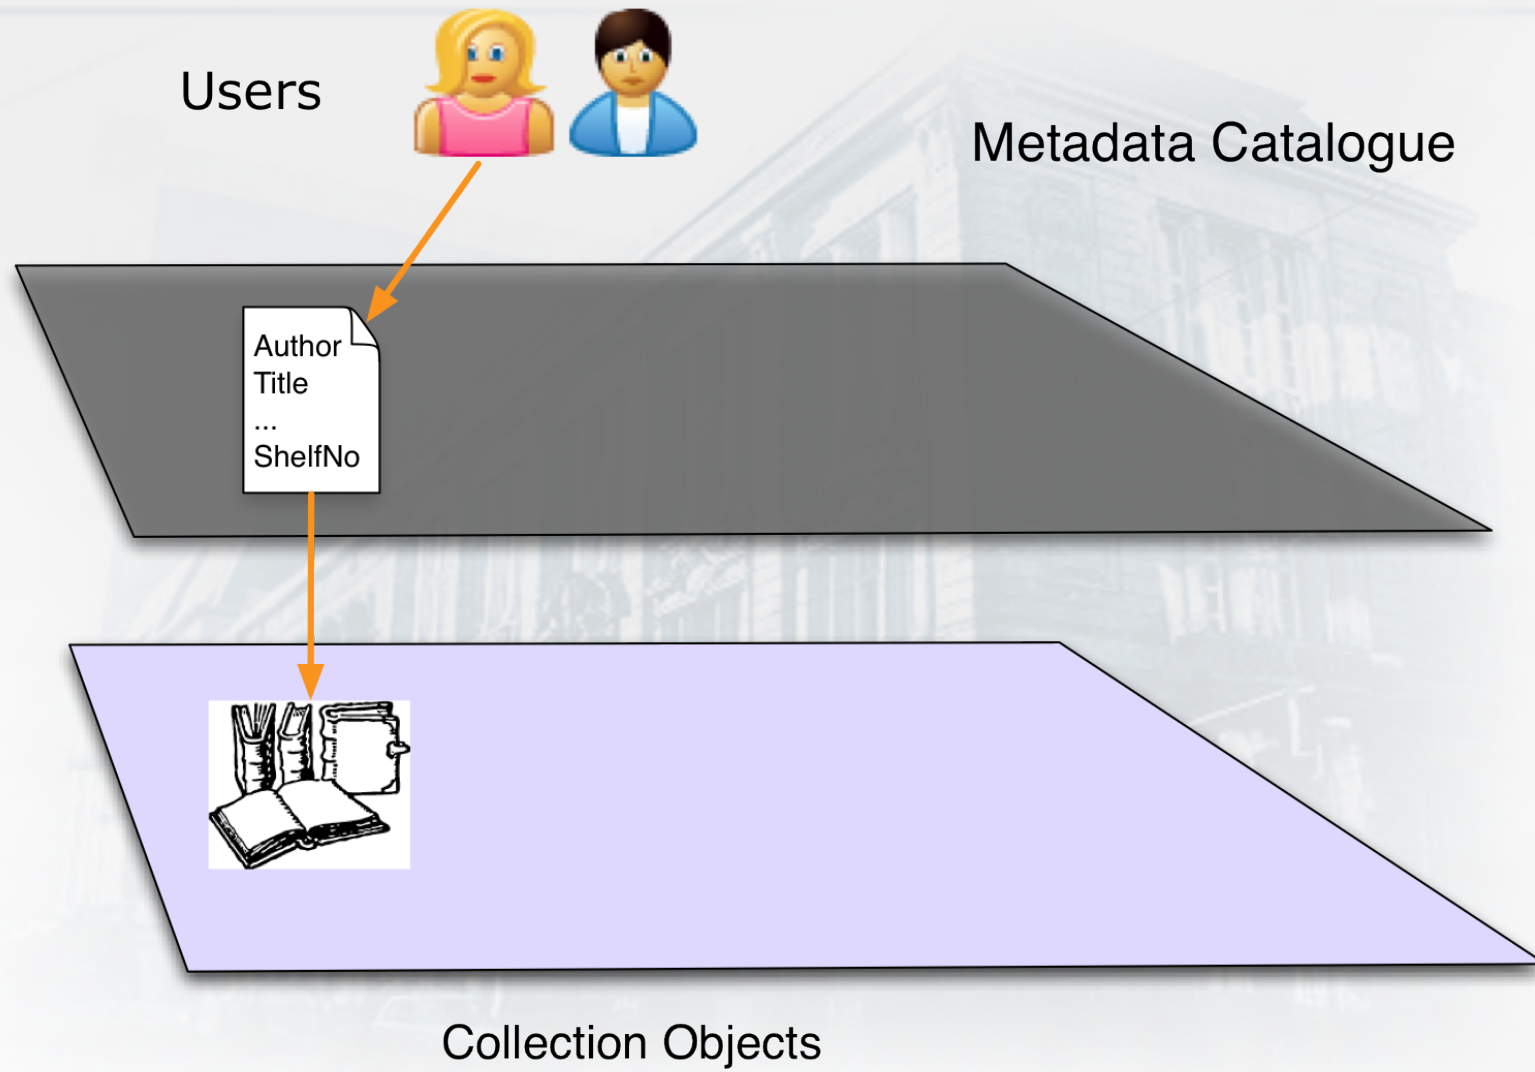 Users
Metadata Catalogue
Author
Title
...
ShelfNo
Collection Objects